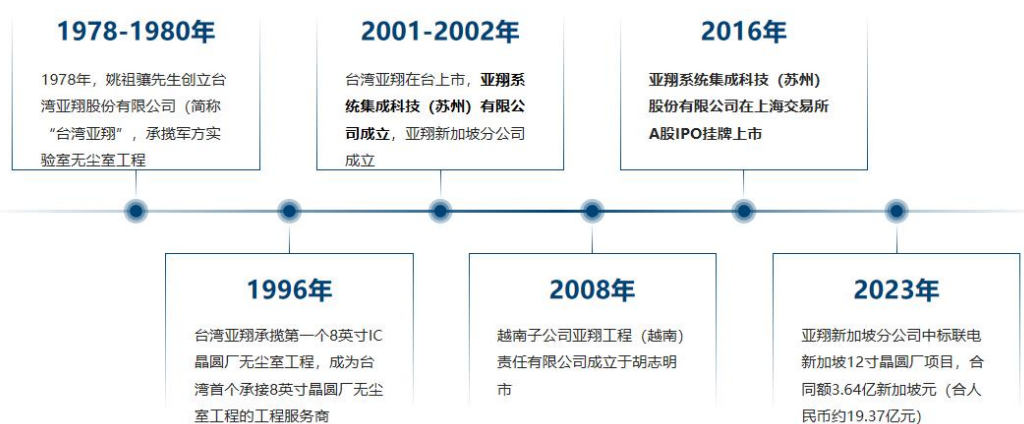 1978-1980年
1978年，姚祖骧先生创立台
湾亚翔股份有限公司（简称
“台湾亚翔”，承揽军方实
验室无尘室工程
2001-2002年
台湾亚翔在台上市，亚翔系
统集成科技（苏州）有限公
司成立，亚翔新加坡分公司
成立
2016年
亚翔系统集成科技（苏州）
股份有限公司在上海交易所
A股IPO挂牌上市
1996年
台湾亚翔承揽第一个8英寸IC
晶圆厂无尘室工程，成为台
湾首个承接8英寸晶圆厂无尘
室工程的工程服务商
2008年
越南子公司亚翔工程（越南）
责任有限公司成立于胡志明
市
2023年
亚翔新加坡分公司中标联电
新加坡12寸晶圆厂项目，合
同额3.64亿新加坡元（合人
民币约19.37亿元）